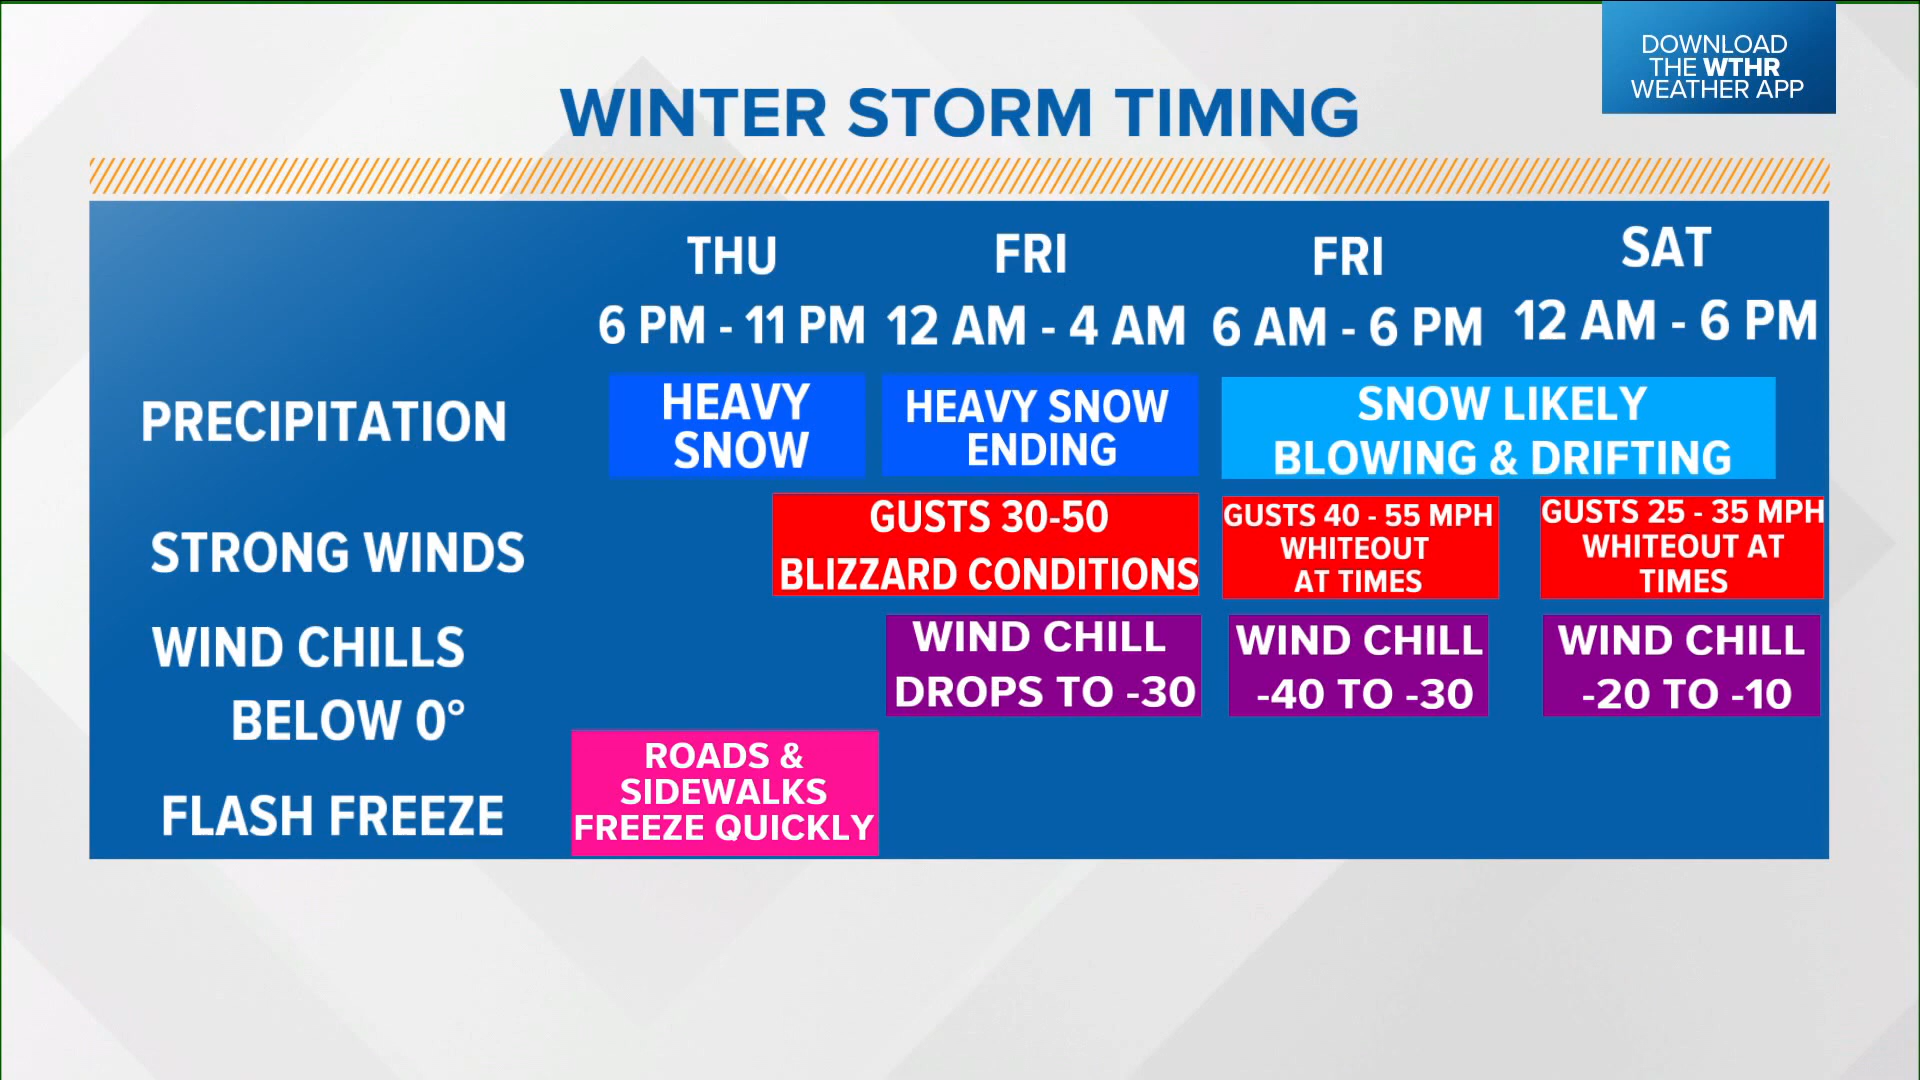 DOWNLOAD
THE WTHR
WEATHER APP
WINTER STORM TIMING
THU
FRI
FRI
SAT
6 PM - 11 PM
12 AM - 4 AM
6 AM - 6 PM
12 AM - 6 PM
PRECIPITATION
HEAVY
SNOW
HEAVY SNOW
ENDING
SNOW LIKELY
BLOWING & DRIFTING
STRONG WINDS
GUSTS 30-50
BLIZZARD CONDITIONS
GUSTS 40 - 55 MPH
WHITEOUT
AT TIMES
GUSTS 25 - 35 MPH
WHITEOUT AT
TIMES
WIND CHILLS
BELOW 0°
WIND CHILL
DROPS TO -30
WIND CHILL
-40 TO -30
WIND CHILL
-20 TO -10
FLASH FREEZE
ROADS &
SIDEWALKS
FREEZE QUICKLY